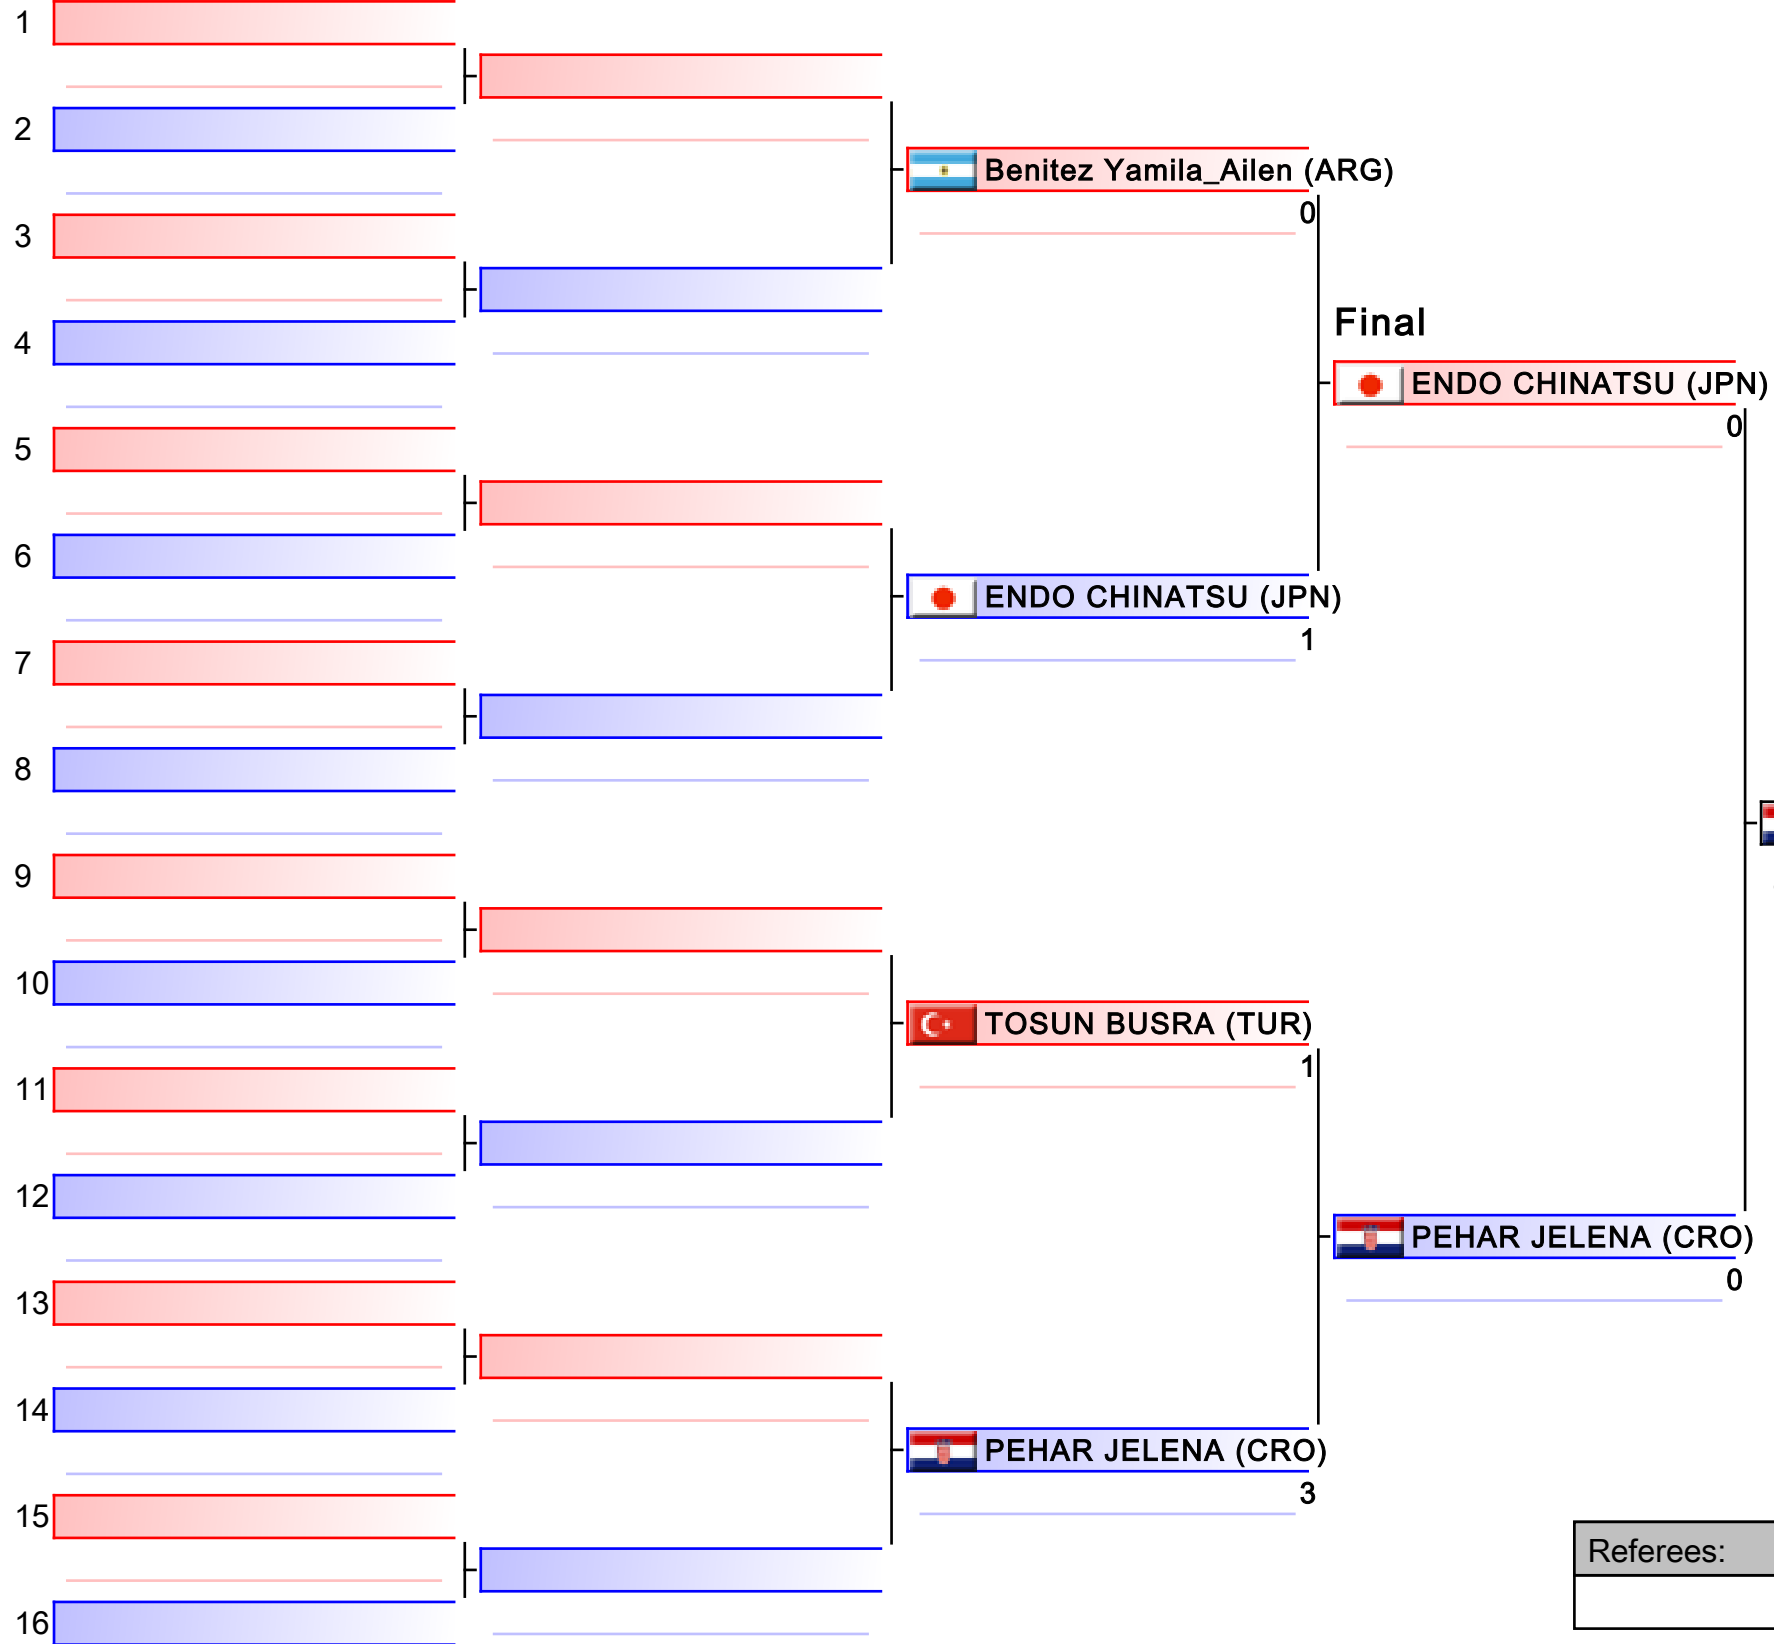 1
2
Benitez Yamila_Ailen (ARG)
0
3
Final
4
ENDO CHINATSU (JPN)
0
5
6
ENDO CHINATSU (JPN)
1
7
8
9
10
TOSUN BUSRA (TUR)
1
11
12
PEHAR JELENA (CRO)
0
13
14
PEHAR JELENA (CRO)
3
15
Referees:
16